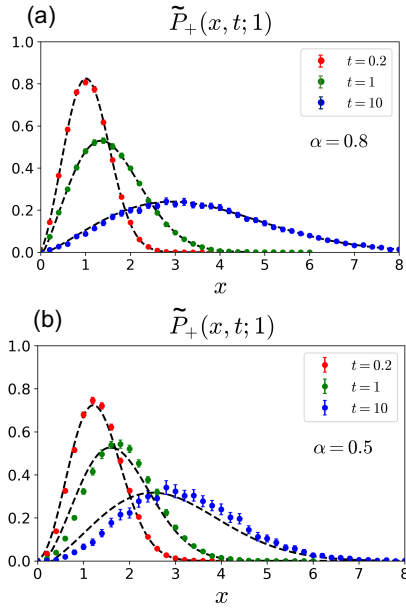 (a)
P̃₊(x, t; 1)
1.0
0.8
0.6
0.4
0.2
0.0
t = 0.2
t = 1
t = 10
α = 0.8
0 1 2 3 4 5 6 7 8
x
(b)
P̃₊(x, t; 1)
1.0
0.8
0.6
0.4
0.2
0.0
t = 0.2
t = 1
t = 10
α = 0.5
0 1 2 3 4 5 6 7 8
x